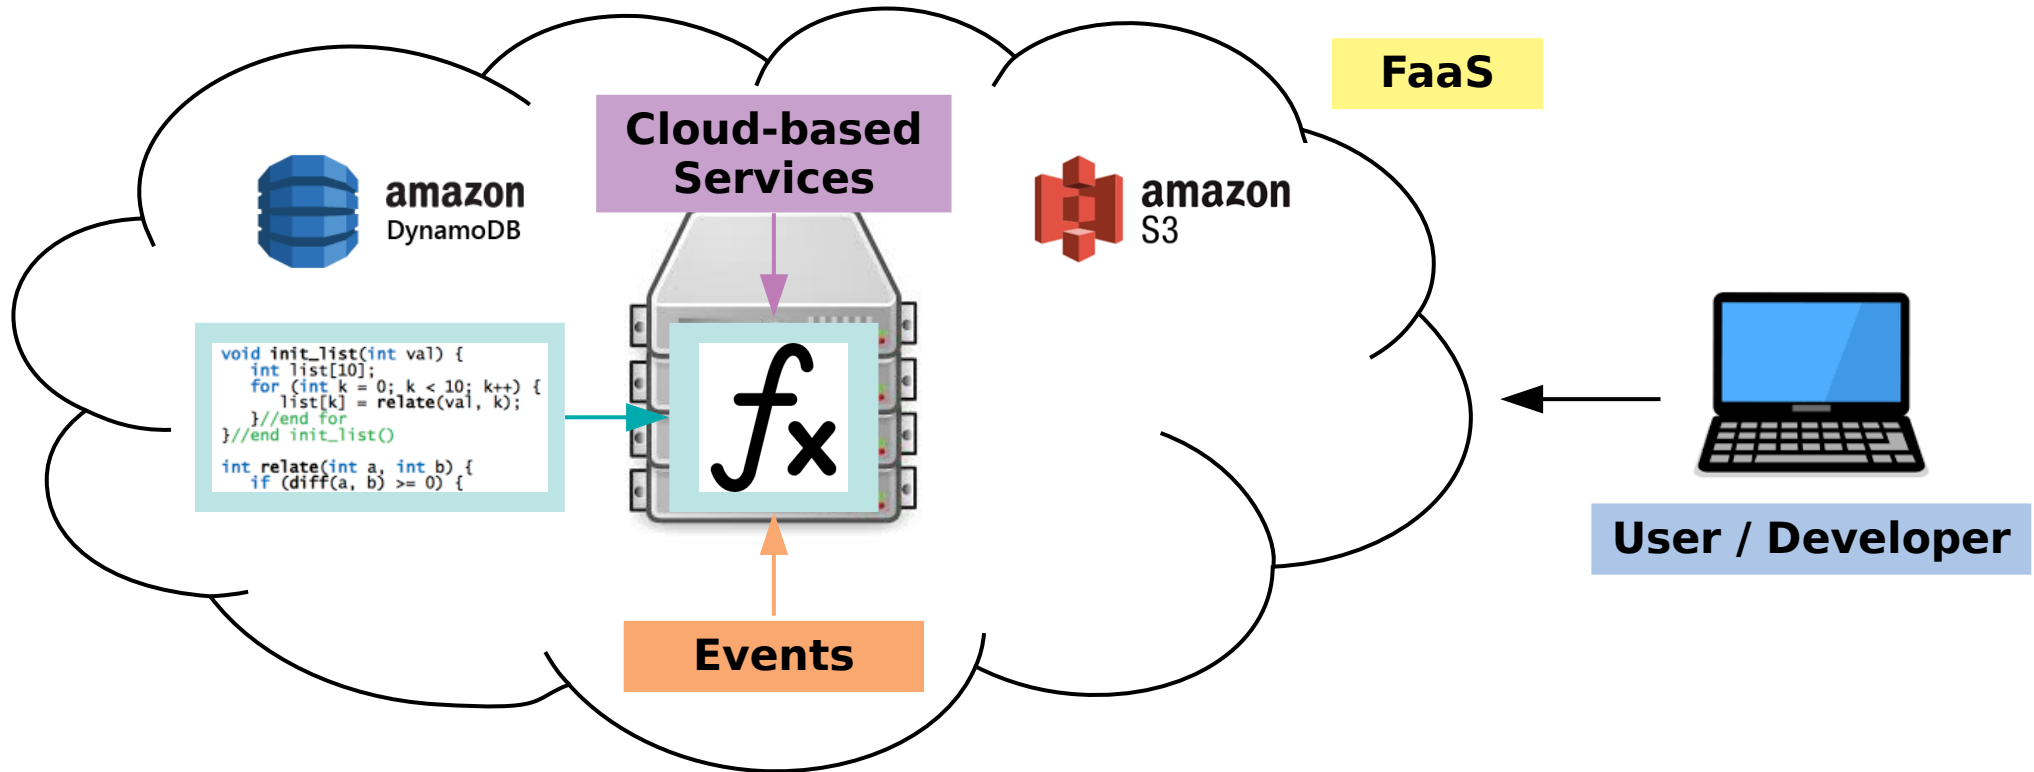 FaaS
Cloud-based
Services
amazon
DynamoDB
amazon
S3
void init_list(int val) {
int list[10];
for (int k = 0; k < 10; k++) {
list[k] = relate(val, k);
}//end for
}//end init_list()
int relate(int a, int b) {
if (diff(a, b) >= 0) {
fx
User / Developer
Events